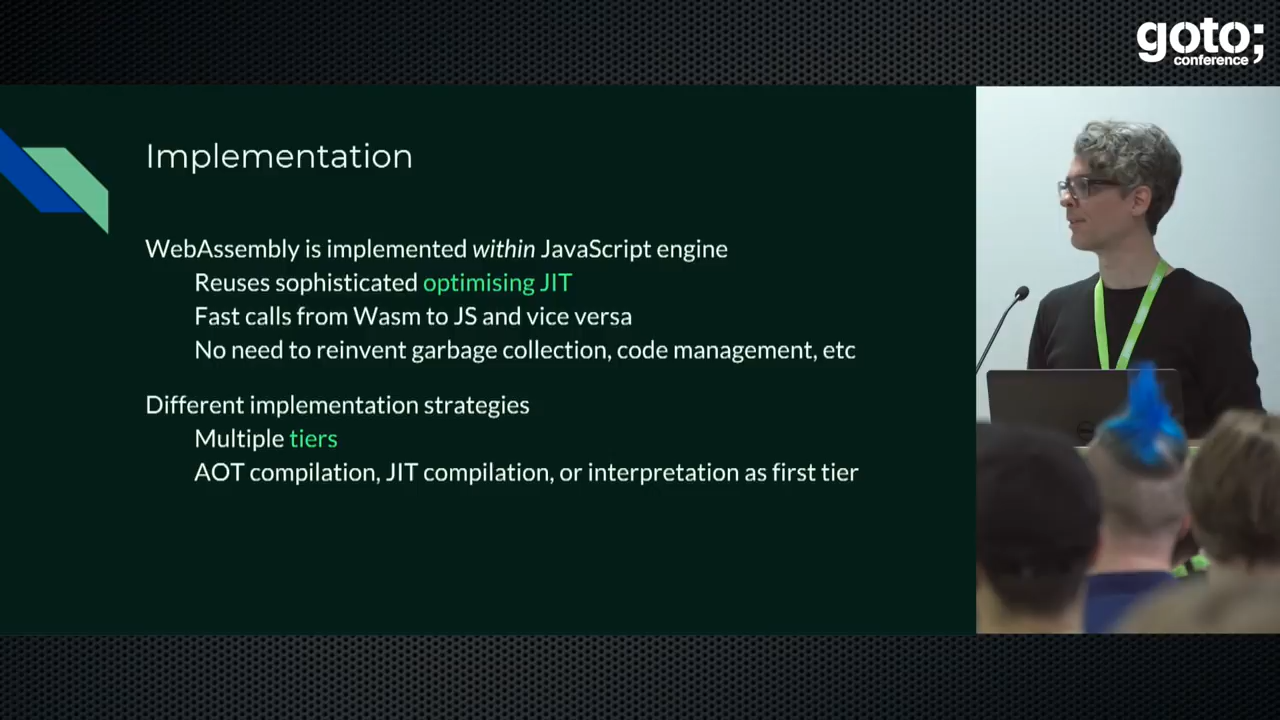 goto;
conference
Implementation
WebAssembly is implemented within JavaScript engine
Reuses sophisticated optimising JIT
Fast calls from Wasm to JS and vice versa
No need to reinvent garbage collection, code management, etc
Different implementation strategies
Multiple tiers
AOT compilation, JIT compilation, or interpretation as first tier